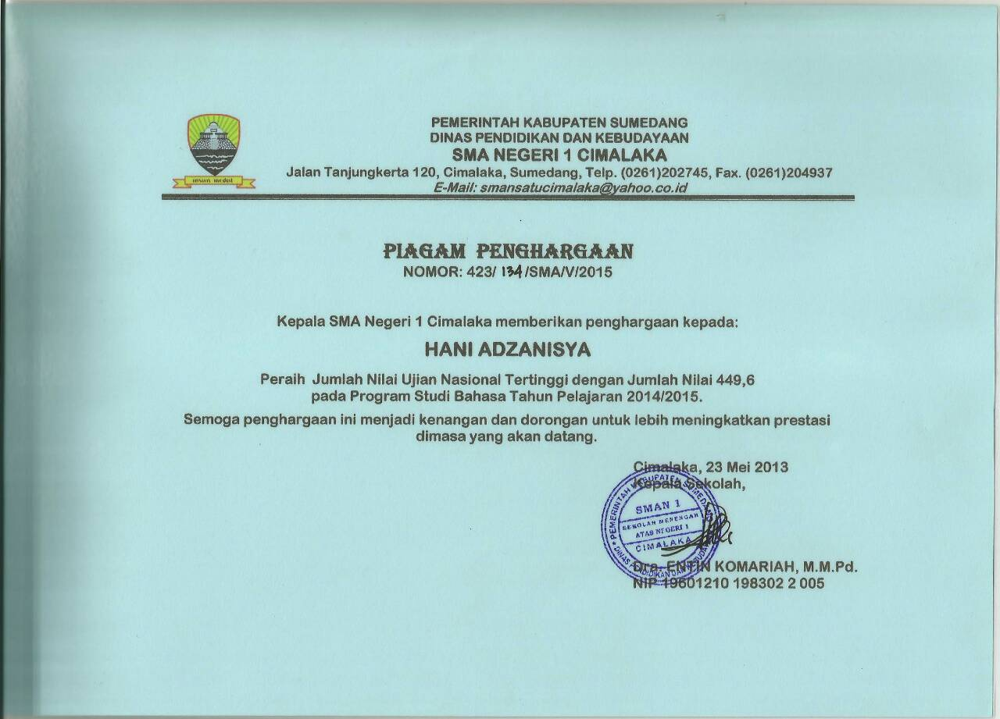 PEMERINTAH KABUPATEN SUMEDANG
DINAS PENDIDIKAN DAN KEBUDAYAAN
SMA NEGERI 1 CIMALAKA
Jalan Tanjungkerta 120, Cimalaka, Sumedang, Telp. (0261)202745, Fax. (0261)204937
E-Mail: smansatucimalaka@yahoo.co.id
insun medal
PIAGAM PENGHARGAAN
NOMOR: 423/ 134 /SMA/V/2015
Kepala SMA Negeri 1 Cimalaka memberikan penghargaan kepada:
HANI ADZANISYA
Peraih Jumlah Nilai Ujian Nasional Tertinggi dengan Jumlah Nilai 449,6
pada Program Studi Bahasa Tahun Pelajaran 2014/2015.
Semoga penghargaan ini menjadi kenangan dan dorongan untuk lebih meningkatkan prestasi
dimasa yang akan datang.
Cimalaka, 23 Mei 2013
Kepala Sekolah,
PEMERINTAH KABUPATEN SUMEDANG
SMAN 1
SEKOLAH MENENGAH
ATAS NEGERI 1
CIMALAKA
DINAS PENDIDIKAN DAN KEBUDAYAAN
Dra. ENTIN KOMARIAH, M.M.Pd.
NIP 19601210 198302 2 005